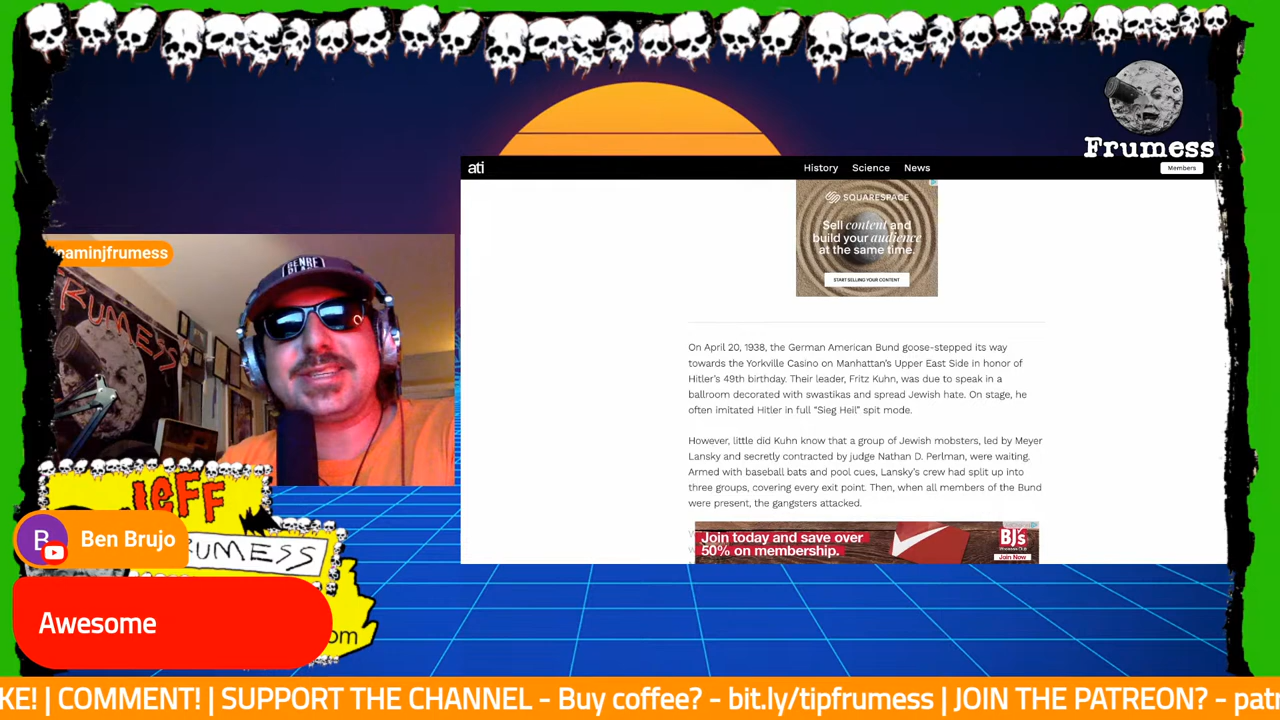 Frumess
ati
History Science News
Members
SQUARESPACE
Sell content and
build your audience
at the same time.
START SELLING YOUR CONTENT
On April 20, 1938, the German American Bund goose-stepped its way
towards the Yorkville Casino on Manhattan's Upper East Side in honor of
Hitler's 49th birthday. Their leader, Fritz Kuhn, was due to speak in a
ballroom decorated with swastikas and spread Jewish hate. On stage, he
often imitated Hitler in full "Sieg Heil" spit mode.
However, little did Kuhn know that a group of Jewish mobsters, led by Meyer
Lansky and secretly contracted by judge Nathan D. Perlman, were waiting.
Armed with baseball bats and pool cues, Lansky's crew had split up into
three groups, covering every exit point. Then, when all members of the Bund
were present, the gangsters attacked.
Join today and save over
50% on membership.
BJ's
Join Now
eaminjfrumess
FRUMESS
JEFF
RUMESS
om
B
Ben Brujo
Awesome
KE! | COMMENT! | SUPPORT THE CHANNEL - Buy coffee? - bit.ly/tipfrumess | JOIN THE PATREON? - patr